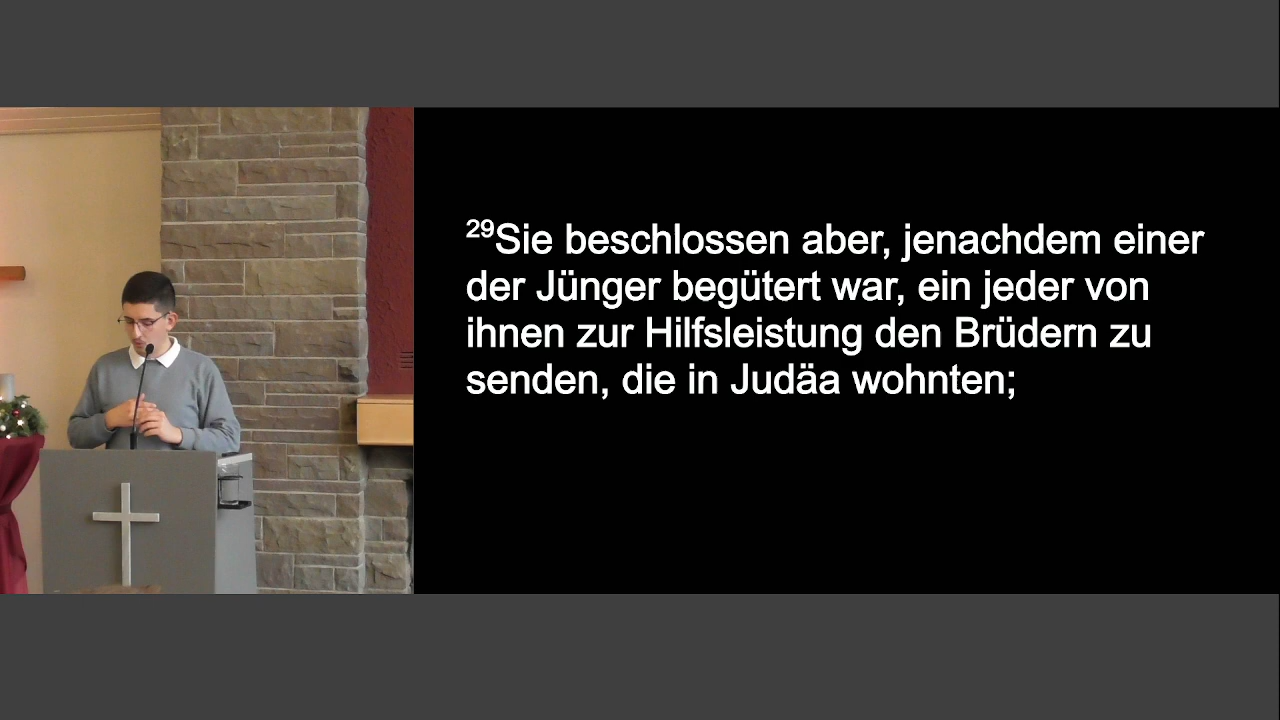 ²⁹Sie beschlossen aber, jenachdem einer
der Jünger begütert war, ein jeder von
ihnen zur Hilfsleistung den Brüdern zu
senden, die in Judäa wohnten;